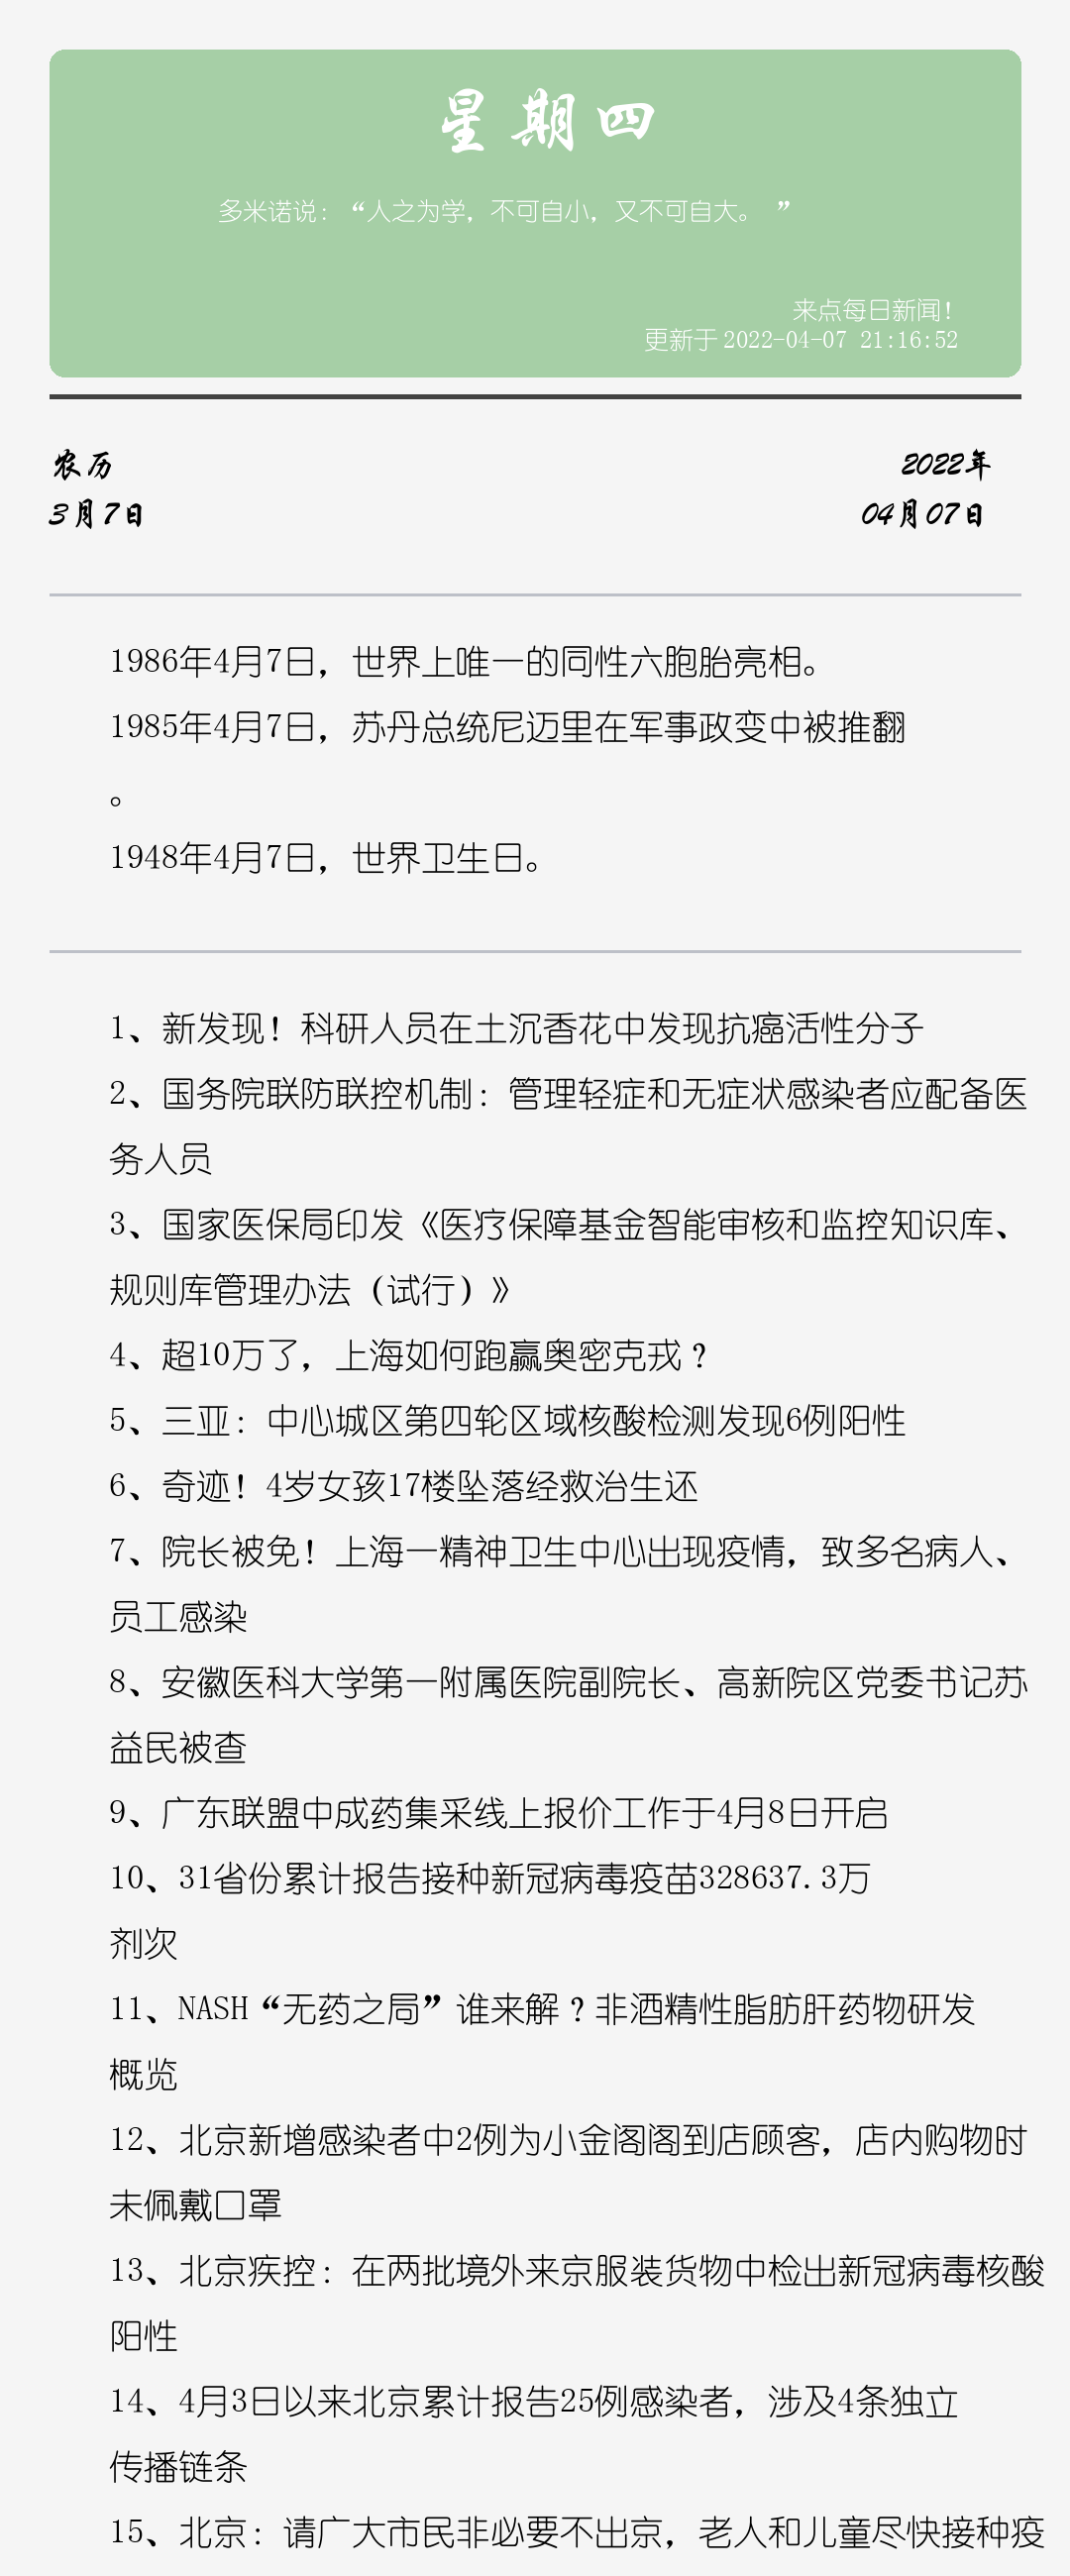 星期四
多米诺说：“人之为学，不可自小，又不可自大。 ”
来点每日新闻！
更新于 2022-04-07 21:16:52
农历
2022年
3月7日
04月07日
1986年4月7日，世界上唯一的同性六胞胎亮相。
1985年4月7日，苏丹总统尼迈里在军事政变中被推翻
。
1948年4月7日，世界卫生日。
1、新发现！科研人员在土沉香花中发现抗癌活性分子
2、国务院联防联控机制：管理轻症和无症状感染者应配备医
务人员
3、国家医保局印发《医疗保障基金智能审核和监控知识库、
规则库管理办法（试行）》
4、超10万了，上海如何跑赢奥密克戎？
5、三亚：中心城区第四轮区域核酸检测发现6例阳性
6、奇迹！4岁女孩17楼坠落经救治生还
7、院长被免！上海一精神卫生中心出现疫情，致多名病人、
员工感染
8、安徽医科大学第一附属医院副院长、高新院区党委书记苏
益民被查
9、广东联盟中成药集采线上报价工作于4月8日开启
10、31省份累计报告接种新冠病毒疫苗328637.3万
剂次
11、NASH“无药之局”谁来解？非酒精性脂肪肝药物研发
概览
12、北京新增感染者中2例为小金阁阁到店顾客，店内购物时
未佩戴口罩
13、北京疾控：在两批境外来京服装货物中检出新冠病毒核酸
阳性
14、4月3日以来北京累计报告25例感染者，涉及4条独立
传播链条
15、北京：请广大市民非必要不出京，老人和儿童尽快接种疫